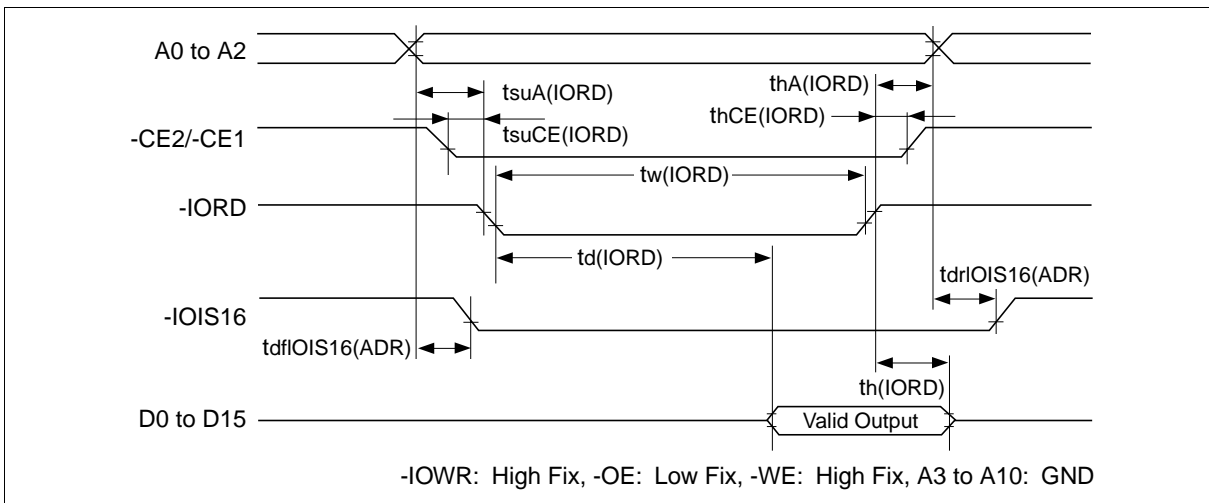 A0 to A2
tsuA(IORD)
thA(IORD)
tsuCE(IORD)
thCE(IORD)
-CE2/-CE1
tw(IORD)
-IORD
td(IORD)
tdrIOIS16(ADR)
-IOIS16
tdfIOIS16(ADR)
th(IORD)
D0 to D15
Valid Output
-IOWR: High Fix, -OE: Low Fix, -WE: High Fix, A3 to A10: GND